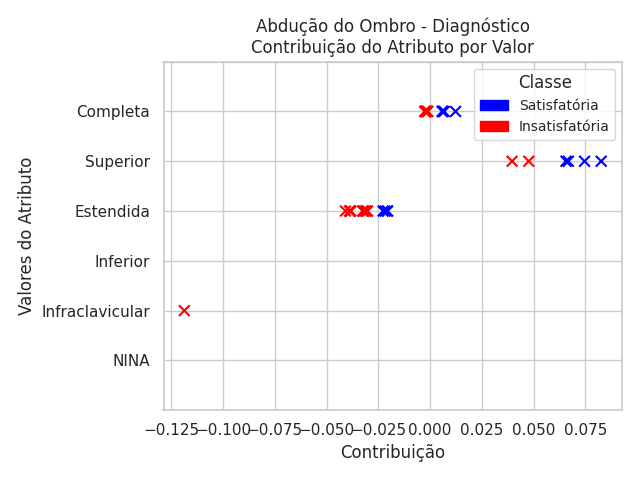 Abdução do Ombro - Diagnóstico
Contribuição do Atributo por Valor
Classe
Satisfatória
Insatisfatória
Valores do Atributo
Completa
Superior
Estendida
Inferior
Infraclavicular
NINA
−0.125 −0.100 −0.075 −0.050 −0.025 0.000 0.025 0.050 0.075
Contribuição